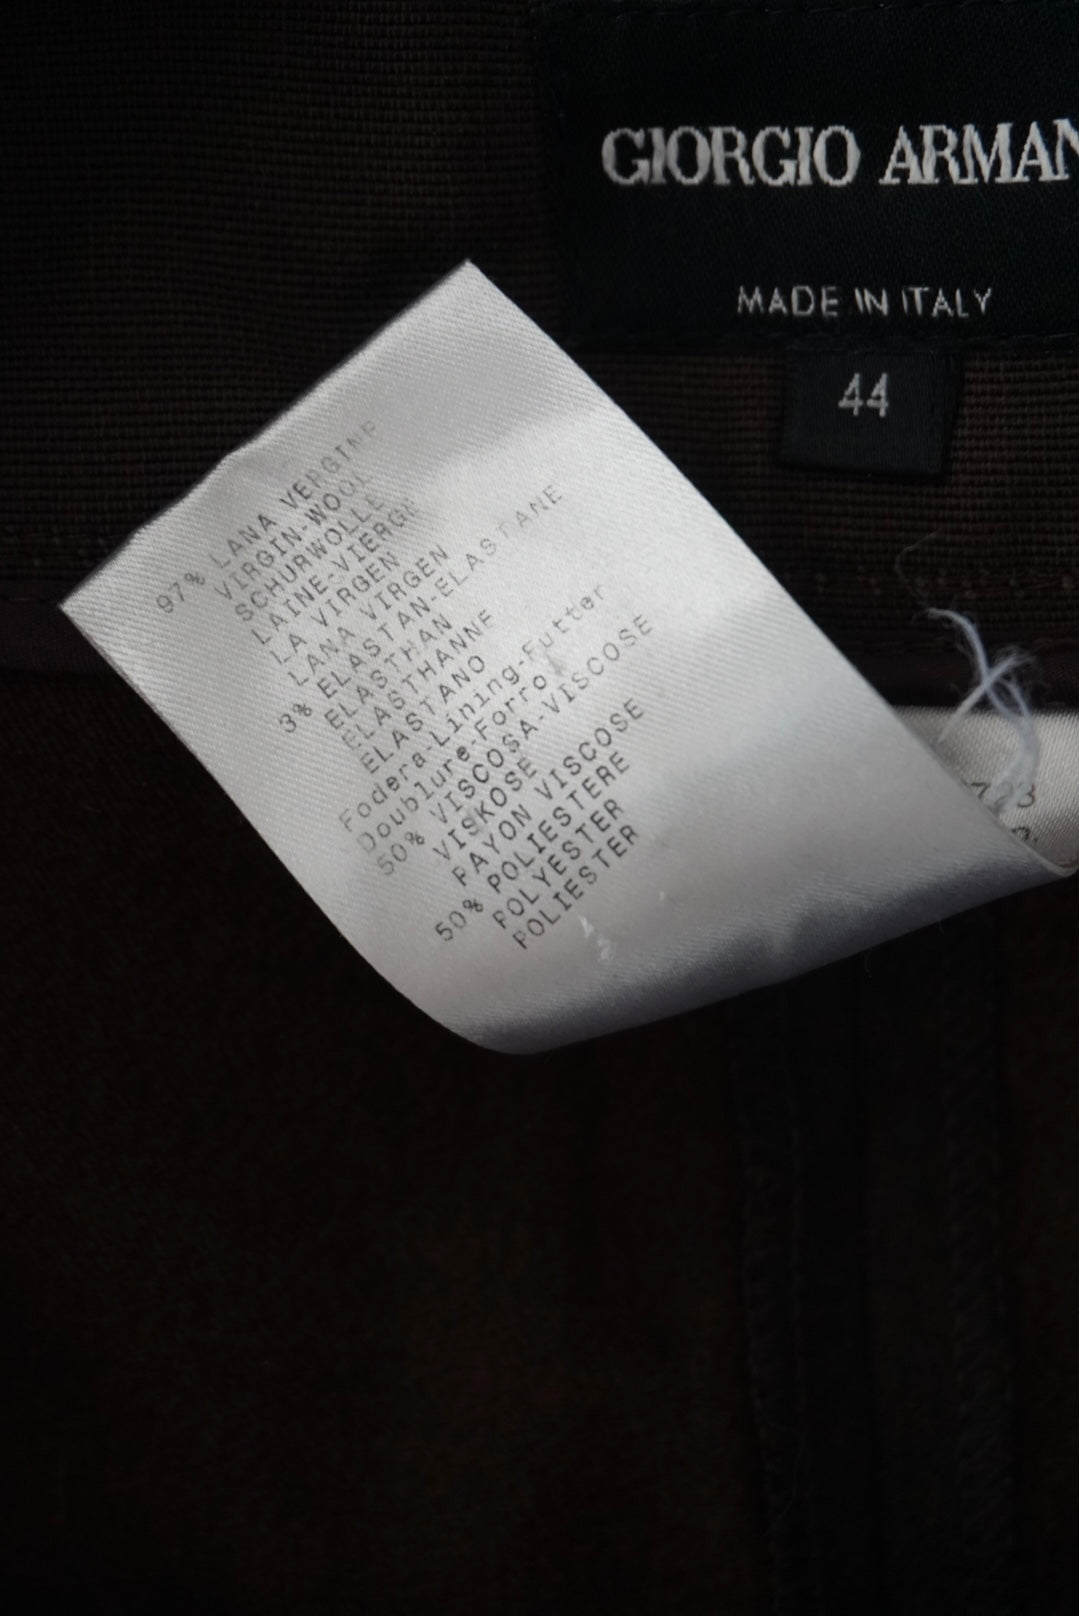 GIORGIO ARMAN
MADE IN ITALY
44
97% LANA VERGINE
VIRGIN-WOOL
SCHURWOLLE
LAINE-VIERGE
LA VIRGEN
LANA VIRGEN
3% ELASTAN-ELASTANE
ELASTHAN
ELASTHANNE
ELASTANO
Fodera-Lining-Futter
Doublure-Forro
50% VISCOSA-VISCOSE
VISKOSE
RAYON VISCOSE
50% POLIESTERE
POLYESTER
POLIESTER